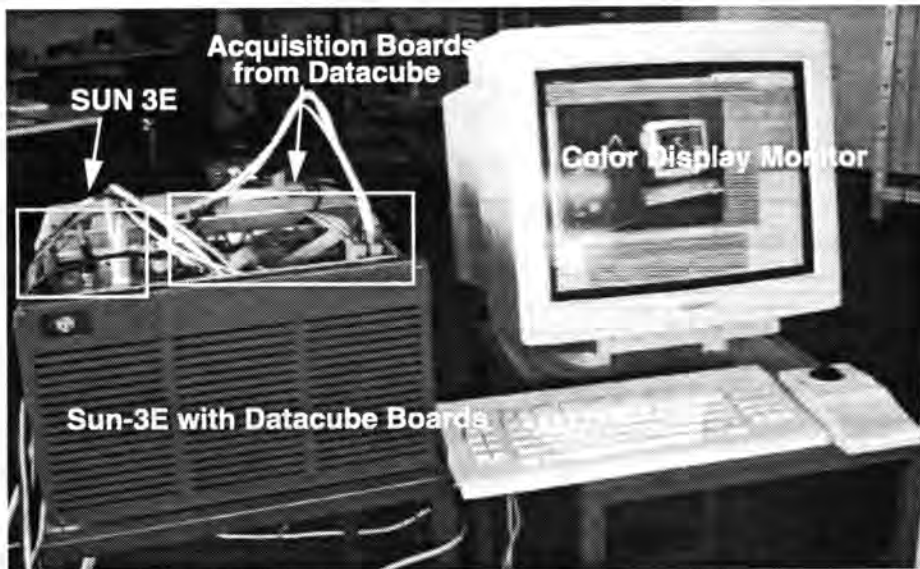 Acquisition Boards
from Datacube
SUN 3E
Color Display Monitor
Sun-3E with Datacube Boards